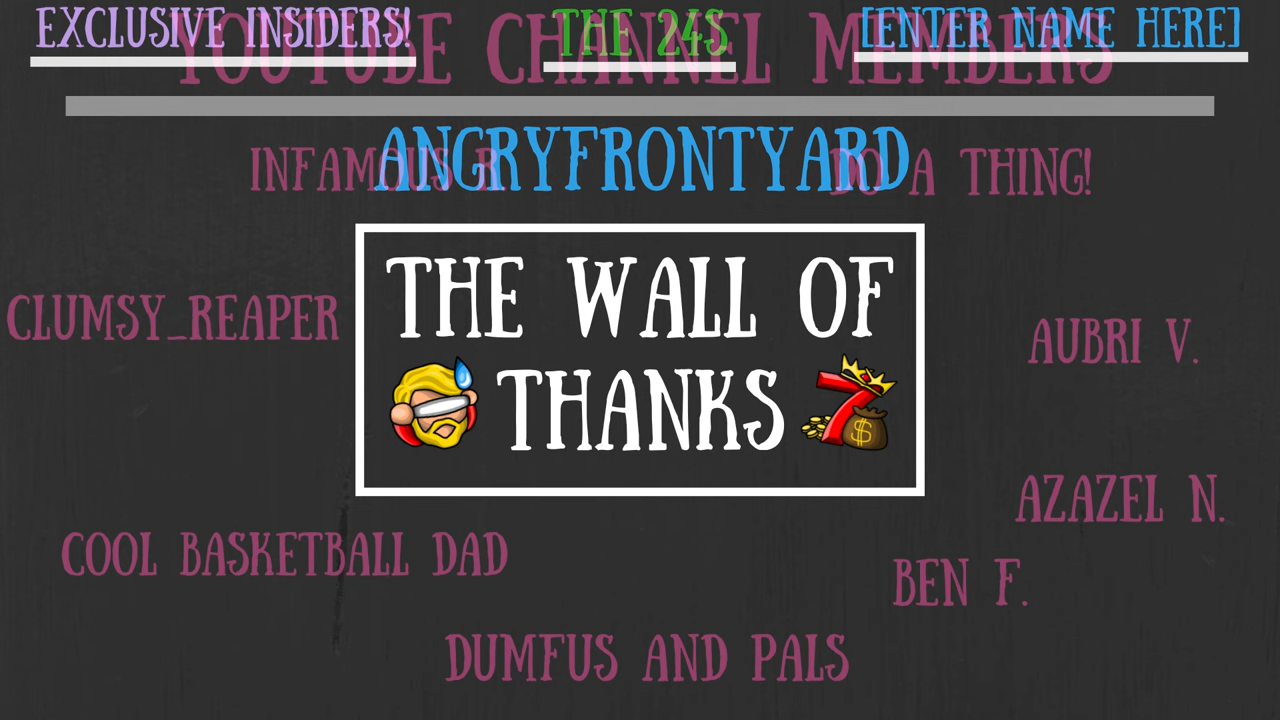 EXCLUSIVE INSIDERS!
THE 24S
[ENTER NAME HERE]
YOUTUBE CHANNEL MEMBERS
ANGRYFRONTYARD
INFAMOUS B.
DO A THING!
THE WALL OF
THANKS
CLUMSY_REAPER
AUBRI V.
AZAZEL N.
COOL BASKETBALL DAD
BEN F.
DUMFUS AND PALS